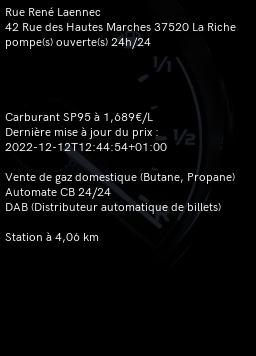 Rue René Laennec
42 Rue des Hautes Marches 37520 La Riche
pompe(s) ouverte(s) 24h/24
1/1
1/2
Carburant SP95 à 1,689€/L
Dernière mise à jour du prix :
2022-12-12T12:44:54+01:00
Vente de gaz domestique (Butane, Propane)
Automate CB 24/24
DAB (Distributeur automatique de billets)
Station à 4,06 km